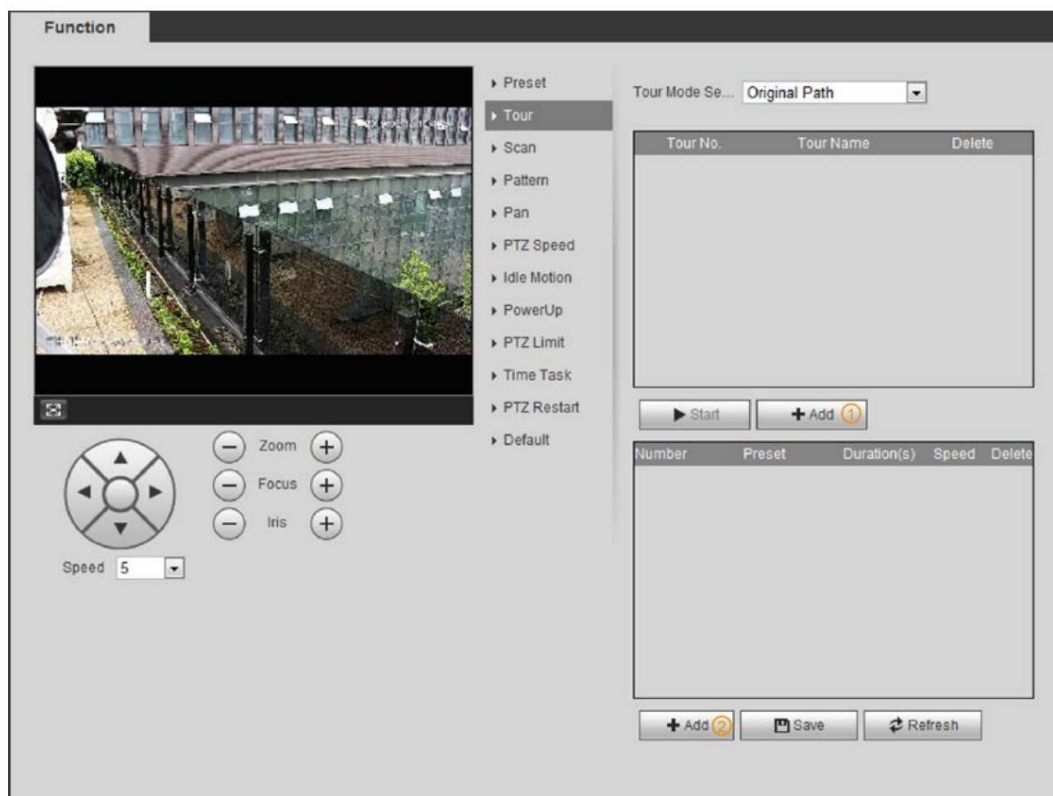 Function
Preset
Tour
Scan
Pattern
Pan
PTZ Speed
Idle Motion
PowerUp
PTZ Limit
Time Task
PTZ Restart
Default
Zoom
Focus
Iris
Speed 5
Tour Mode Se... Original Path
Tour No. Tour Name Delete
Start Add 1
Number Preset Duration(s) Speed Delete
Add 2 Save Refresh